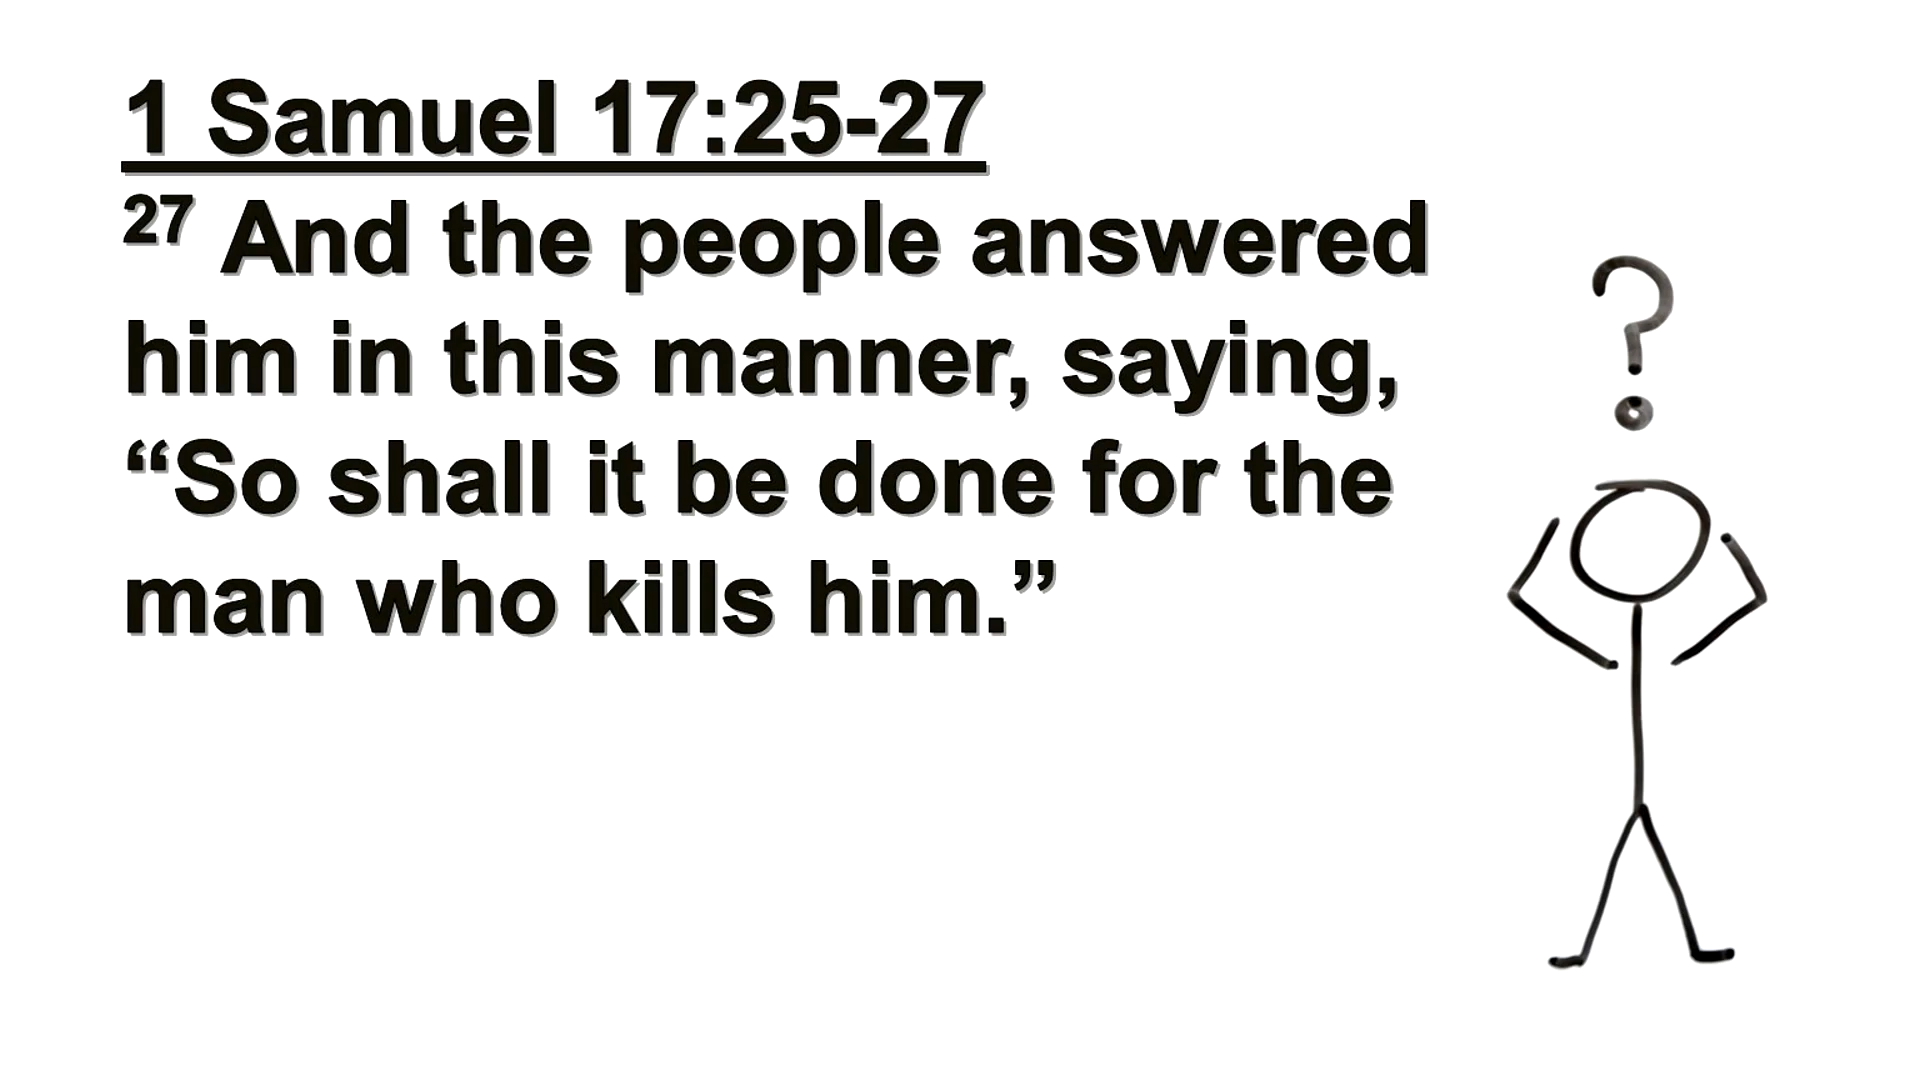 1 Samuel 17:25-27
27 And the people answered
him in this manner, saying,
“So shall it be done for the
man who kills him.”
?